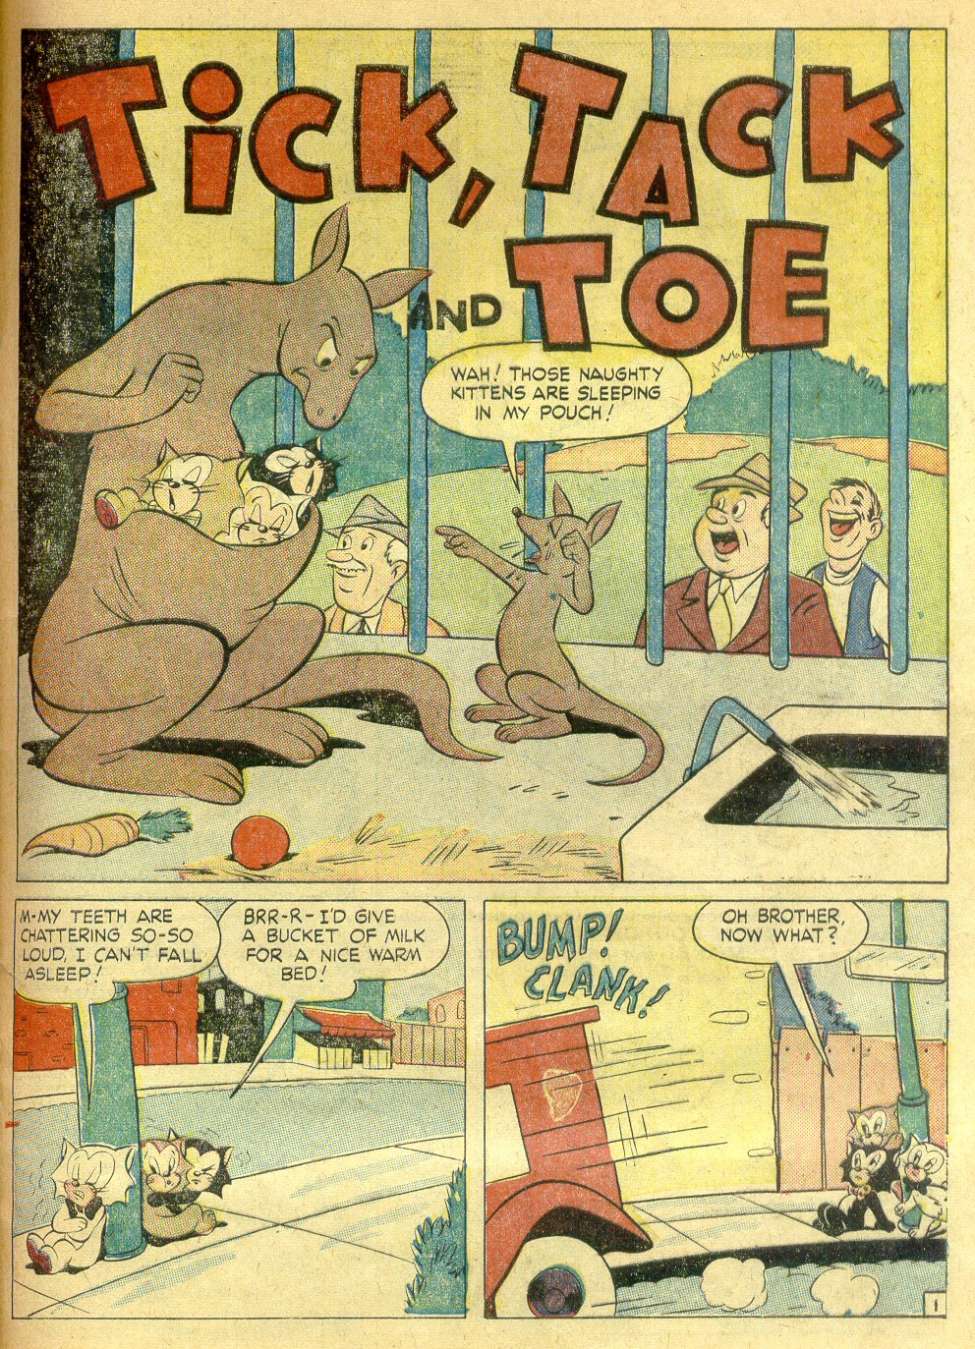 TiCK, TACK
AND TOE
WAH! THOSE NAUGHTY
KITTENS ARE SLEEPING
IN MY POUCH!
M-MY TEETH ARE
CHATTERING SO-SO
LOUD, I CAN'T FALL
ASLEEP!
BRR-R-I'D GIVE
A BUCKET OF MILK
FOR A NICE WARM
BED!
BUMP!
CLANK!
OH BROTHER,
NOW WHAT?
1